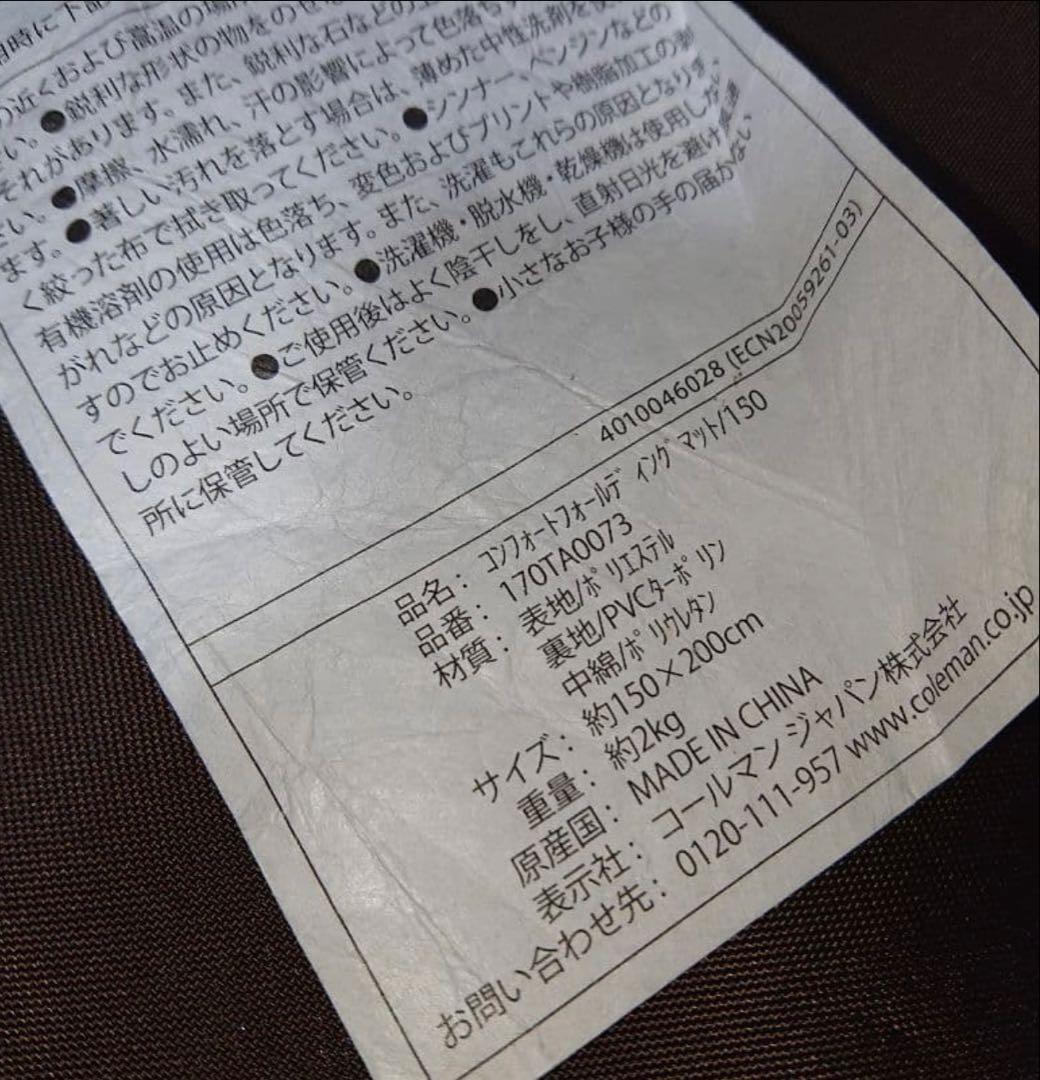 用時に下記
の近くおよび高温の場所
い。●鋭利な形状の物をのせな
それがあります。また、鋭利な石などの上
さい。●摩擦、水濡れ、汗の影響によって色落ち
ます。●著しい汚れを落とす場合は、薄めた中性洗剤を使
く絞った布で拭き取ってください。●シンナー、ベンジンなどの
有機溶剤の使用は色落ち、変色およびプリントや樹脂加工の剥
がれなどの原因となります。また、洗濯もこれらの原因となりま
すのでお止めください。●洗濯機・脱水機・乾燥機は使用しない
でください。●ご使用後はよく陰干しをし、直射日光を避け風通
しのよい場所で保管ください。●小さなお子様の手の届かない
所に保管してください。
4010046028 (ECN20059261-03)
品名: コンフォートフォールディングマット/150
品番: 170TA0073
材質: 表地/ポリエステル
裏地/PVCターポリン
中綿/ポリウレタン
サイズ: 約150×200cm
重量: 約2kg
原産国: MADE IN CHINA
表示社: コールマン ジャパン株式会社
お問い合わせ先: 0120-111-957 www.coleman.co.jp